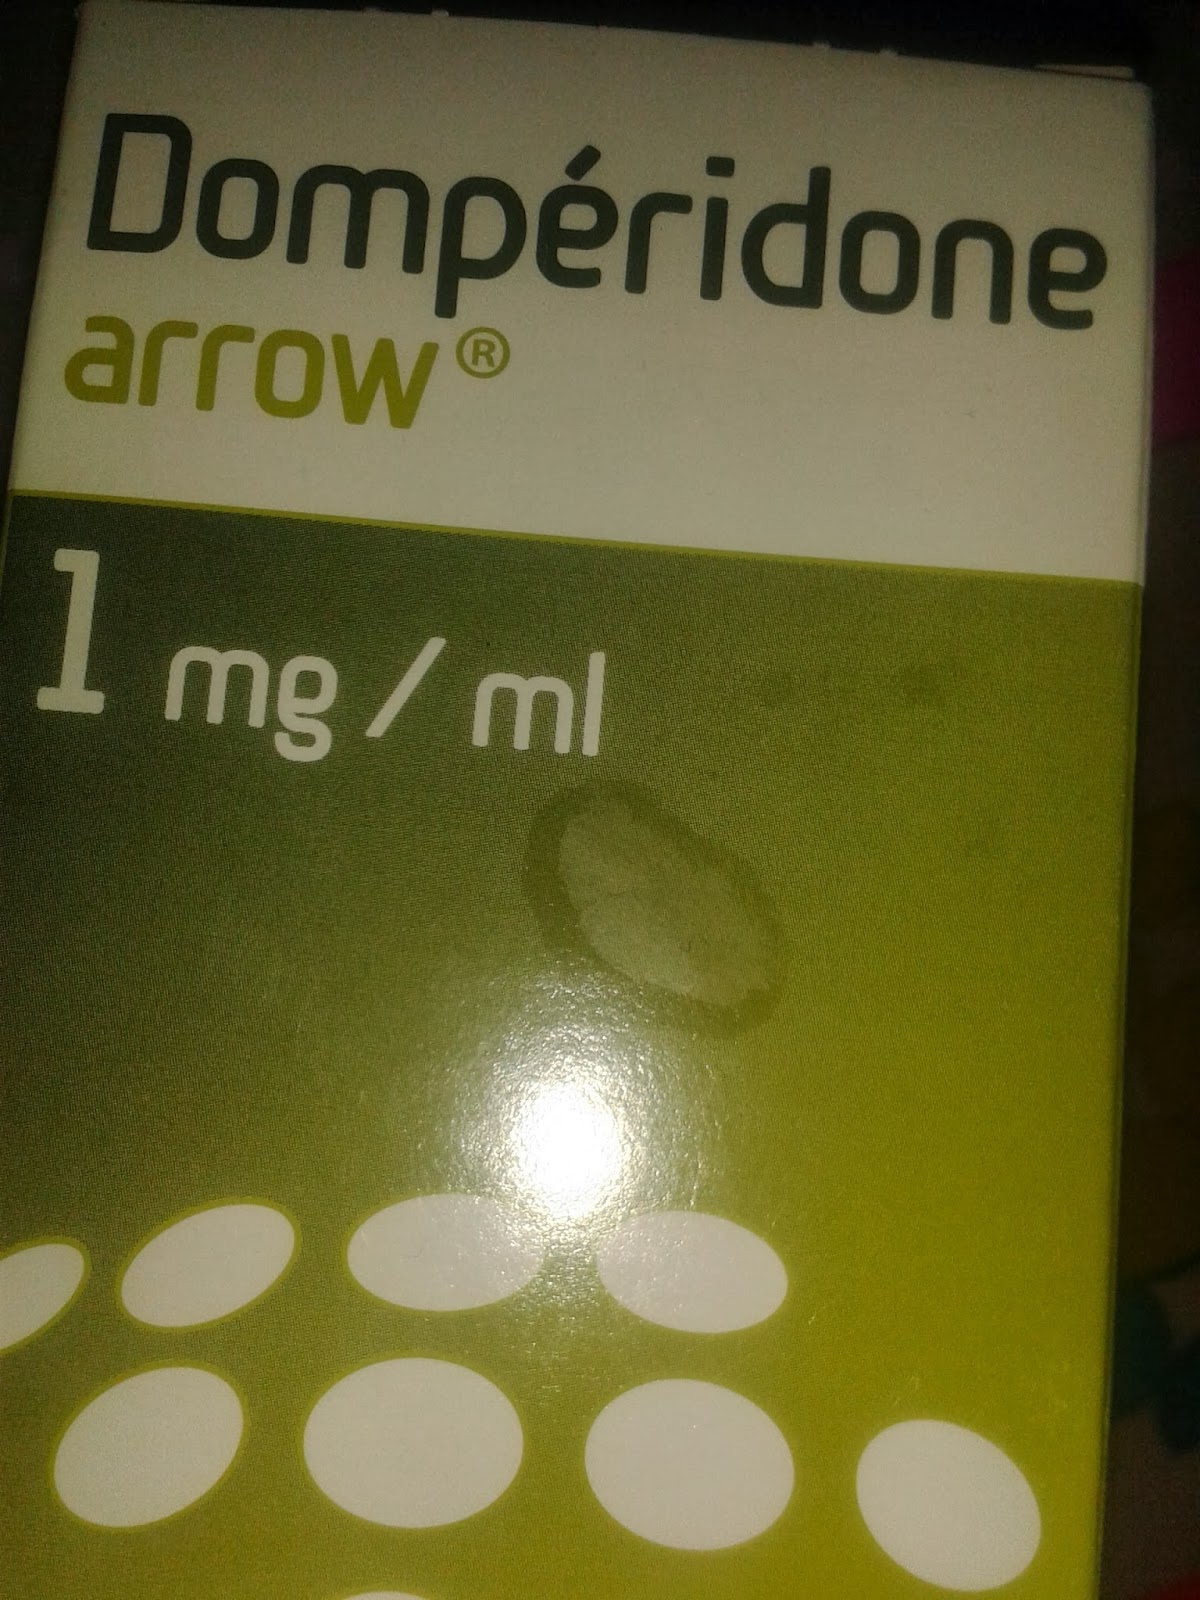 Dompéridone
arrow®
1 mg / ml